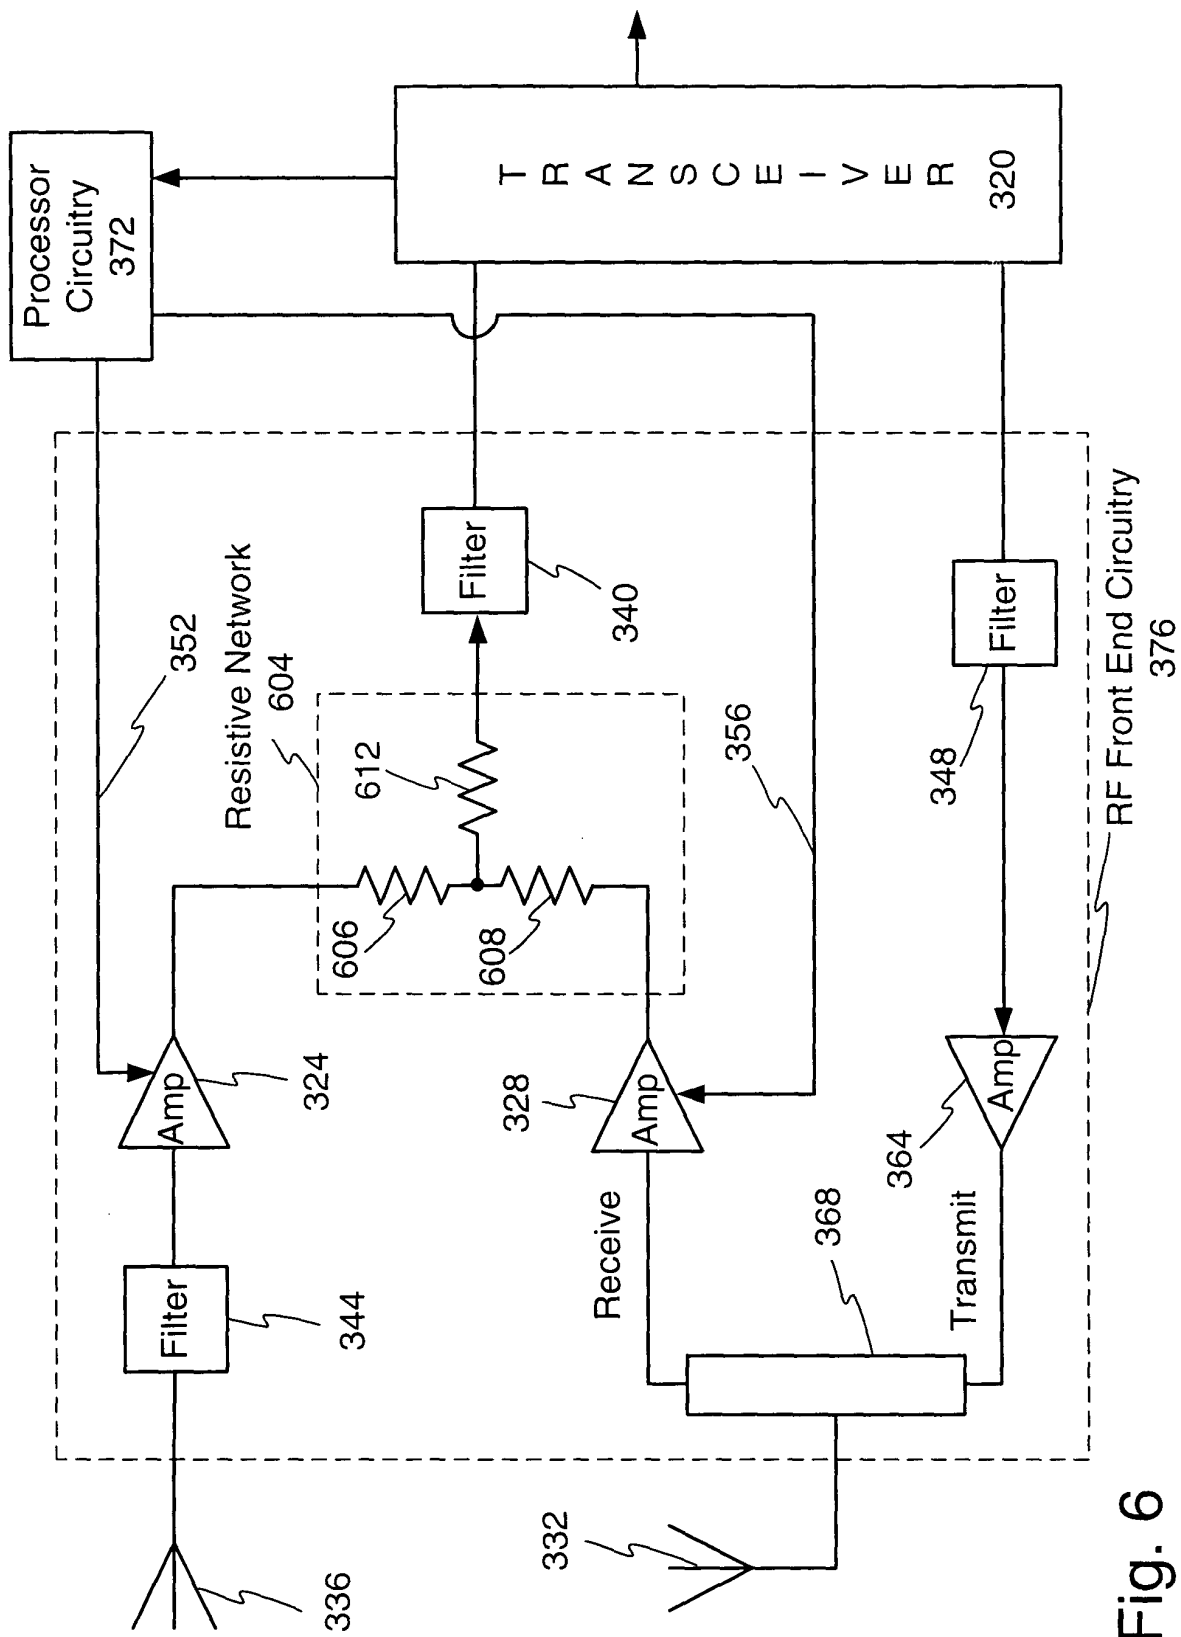 Processor
Circuitry
372
TRANSCEIVER
320
352
Resistive Network
604
612
606
608
Filter
340
356
Amp
324
Filter
344
336
328
Amp
Receive
368
332
Filter
348
Amp
364
Transmit
RF Front End Circuitry
376
Fig. 6